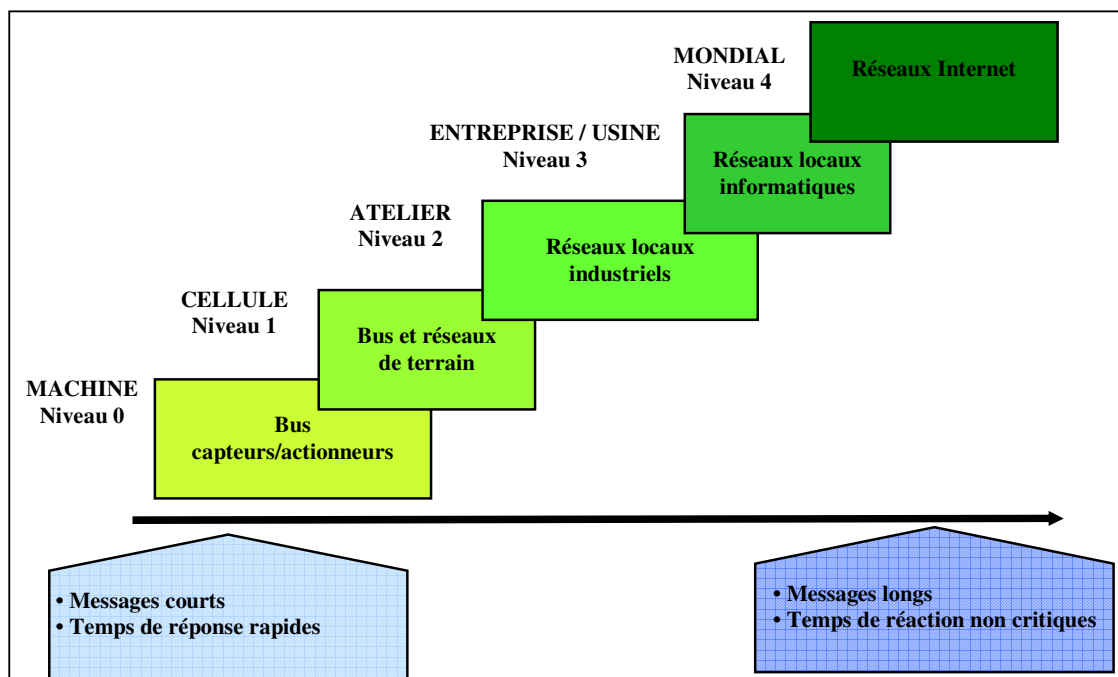 MONDIAL
Niveau 4
Réseaux Internet
ENTREPRISE / USINE
Niveau 3
Réseaux locaux
informatiques
ATELIER
Niveau 2
Réseaux locaux
industriels
CELLULE
Niveau 1
Bus et réseaux
de terrain
MACHINE
Niveau 0
Bus
capteurs/actionneurs
• Messages courts
• Temps de réponse rapides
• Messages longs
• Temps de réaction non critiques